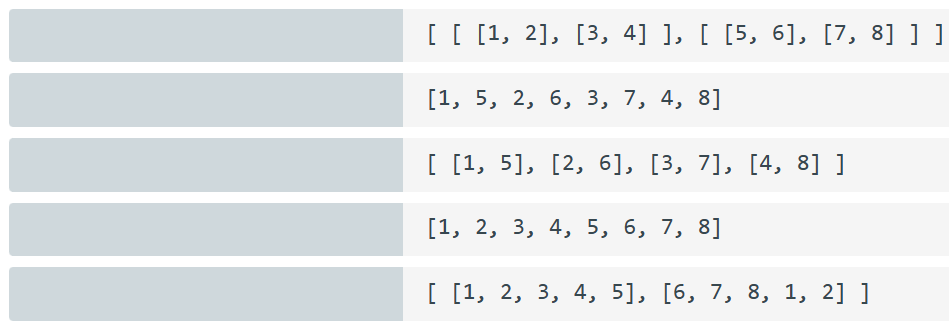 [ [ [1, 2], [3, 4] ], [ [5, 6], [7, 8] ] ]
[1, 5, 2, 6, 3, 7, 4, 8]
[ [1, 5], [2, 6], [3, 7], [4, 8] ]
[1, 2, 3, 4, 5, 6, 7, 8]
[ [1, 2, 3, 4, 5], [6, 7, 8, 1, 2] ]